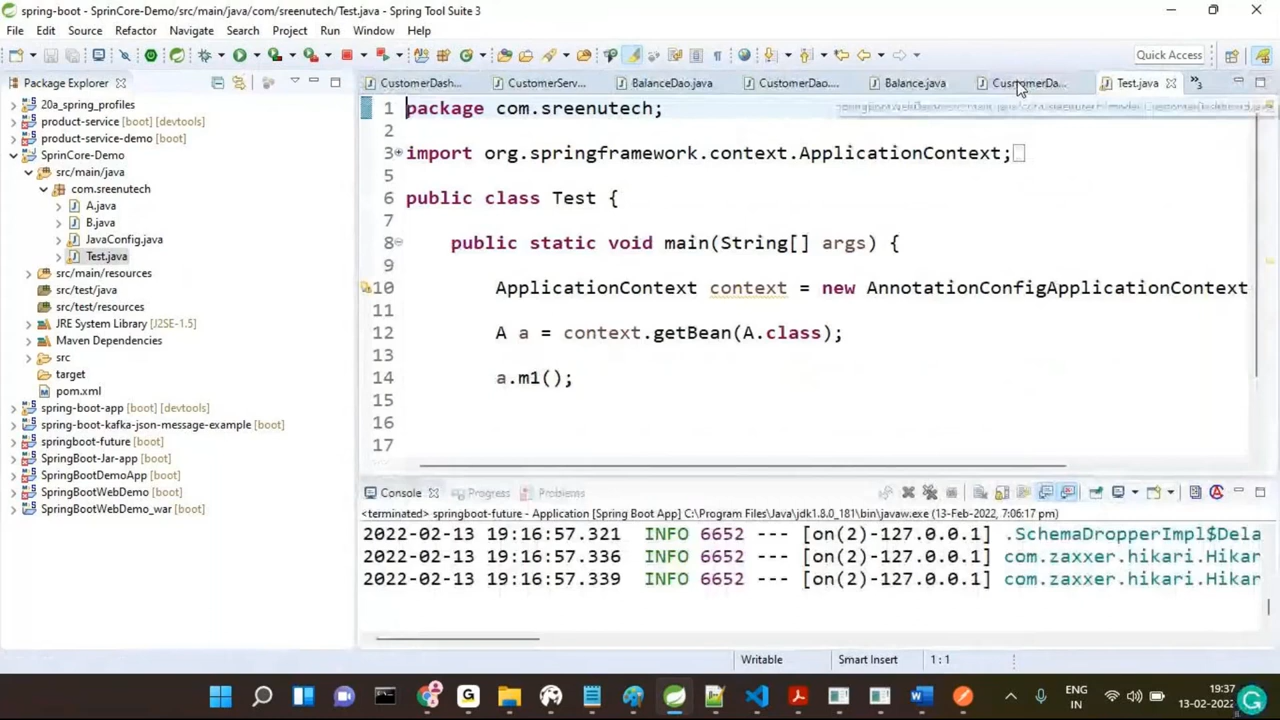 spring-boot - SprinCore-Demo/src/main/java/com/sreenutech/Test.java - Spring Tool Suite 3
File Edit Source Refactor Navigate Search Project Run Window Help
Quick Access
Package Explorer
CustomerDash... CustomerServ... BalanceDao.java CustomerDao.... Balance.java CustomerDa... Test.java »3
20a_spring_profiles
product-service [boot] [devtools]
product-service-demo [boot]
SprinCore-Demo
src/main/java
com.sreenutech
A.java
B.java
JavaConfig.java
Test.java
src/main/resources
src/test/java
src/test/resources
JRE System Library [J2SE-1.5]
Maven Dependencies
src
target
pom.xml
spring-boot-app [boot] [devtools]
spring-boot-kafka-json-message-example [boot]
springboot-future [boot]
SpringBoot-Jar-app [boot]
SpringBootDemoApp [boot]
SpringBootWebDemo [boot]
SpringBootWebDemo_war [boot]
1 package com.sreenutech;
2
3 import org.springframework.context.ApplicationContext;
5
6 public class Test {
7
8 public static void main(String[] args) {
9
10 ApplicationContext context = new AnnotationConfigApplicationContext
11
12 A a = context.getBean(A.class);
13
14 a.m1();
15
16
17
Console Progress Problems
<terminated> springboot-future - Application [Spring Boot App] C:\Program Files\Java\jdk1.8.0_181\bin\javaw.exe (13-Feb-2022, 7:06:17 pm)
2022-02-13 19:16:57.321 INFO 6652 --- [on(2)-127.0.0.1] .SchemaDropperImpl$Dela
2022-02-13 19:16:57.336 INFO 6652 --- [on(2)-127.0.0.1] com.zaxxer.hikari.Hikar
2022-02-13 19:16:57.339 INFO 6652 --- [on(2)-127.0.0.1] com.zaxxer.hikari.Hikar
Writable Smart Insert 1 : 1
ENG
IN
19:37
13-02-2022